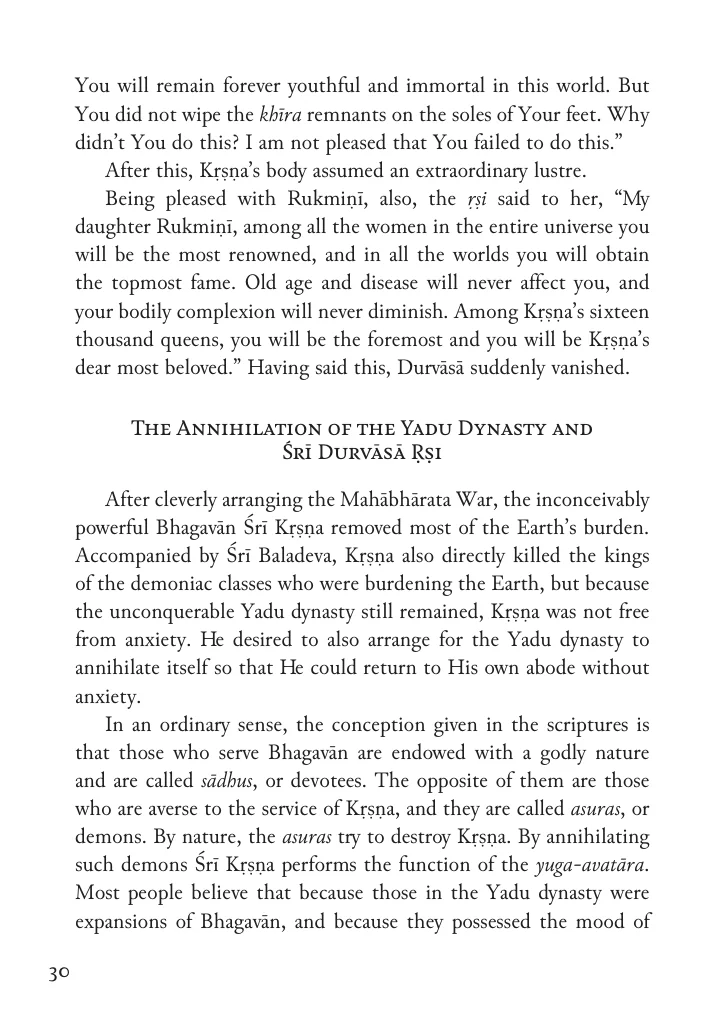 You will remain forever youthful and immortal in this world. But
You did not wipe the khīra remnants on the soles of Your feet. Why
didn’t You do this? I am not pleased that You failed to do this.”
After this, Kṛṣṇa’s body assumed an extraordinary lustre.
Being pleased with Rukmiṇī, also, the ṛṣi said to her, “My
daughter Rukmiṇī, among all the women in the entire universe you
will be the most renowned, and in all the worlds you will obtain
the topmost fame. Old age and disease will never affect you, and
your bodily complexion will never diminish. Among Kṛṣṇa’s sixteen
thousand queens, you will be the foremost and you will be Kṛṣṇa’s
dear most beloved.” Having said this, Durvāsā suddenly vanished.
The Annihilation of the Yadu Dynasty and
Śrī Durvāsā Ṛṣi
After cleverly arranging the Mahābhārata War, the inconceivably
powerful Bhagavān Śrī Kṛṣṇa removed most of the Earth’s burden.
Accompanied by Śrī Baladeva, Kṛṣṇa also directly killed the kings
of the demoniac classes who were burdening the Earth, but because
the unconquerable Yadu dynasty still remained, Kṛṣṇa was not free
from anxiety. He desired to also arrange for the Yadu dynasty to
annihilate itself so that He could return to His own abode without
anxiety.
In an ordinary sense, the conception given in the scriptures is
that those who serve Bhagavān are endowed with a godly nature
and are called sādhus, or devotees. The opposite of them are those
who are averse to the service of Kṛṣṇa, and they are called asuras, or
demons. By nature, the asuras try to destroy Kṛṣṇa. By annihilating
such demons Śrī Kṛṣṇa performs the function of the yuga-avatāra.
Most people believe that because those in the Yadu dynasty were
expansions of Bhagavān, and because they possessed the mood of
30